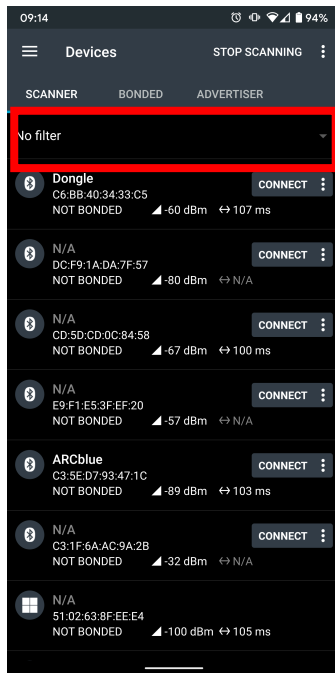 09:14 94%
Devices STOP SCANNING
SCANNER BONDED ADVERTISER
No filter
Dongle
C6:BB:40:34:33:C5 CONNECT
NOT BONDED -60 dBm 107 ms
N/A
DC:F9:1A:DA:7F:57 CONNECT
NOT BONDED -80 dBm N/A
N/A
CD:5D:CD:0C:84:58 CONNECT
NOT BONDED -67 dBm 100 ms
N/A
E9:F1:E5:3F:EF:20 CONNECT
NOT BONDED -57 dBm N/A
ARCblue
C3:5E:D7:93:47:1C CONNECT
NOT BONDED -89 dBm 103 ms
N/A
C3:1F:6A:AC:9A:2B CONNECT
NOT BONDED -32 dBm N/A
N/A
51:02:63:8F:EE:E4
NOT BONDED -100 dBm 105 ms